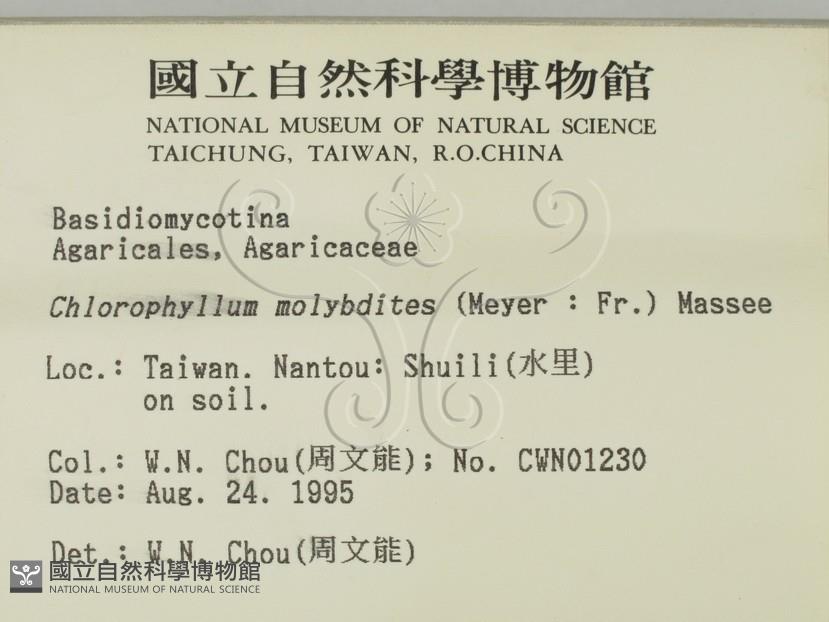 國立自然科學博物館
NATIONAL MUSEUM OF NATURAL SCIENCE
TAICHUNG, TAIWAN, R.O.CHINA
Basidiomycotina
Agaricales, Agaricaceae
Chlorophyllum molybdites (Meyer : Fr.) Massee
Loc.: Taiwan. Nantou: Shuili(水里)
on soil.
Col.: W.N. Chou(周文能); No. CWN01230
Date: Aug. 24. 1995
Det.: W.N. Chou(周文能)
國立自然科學博物館
NATIONAL MUSEUM OF NATURAL SCIENCE